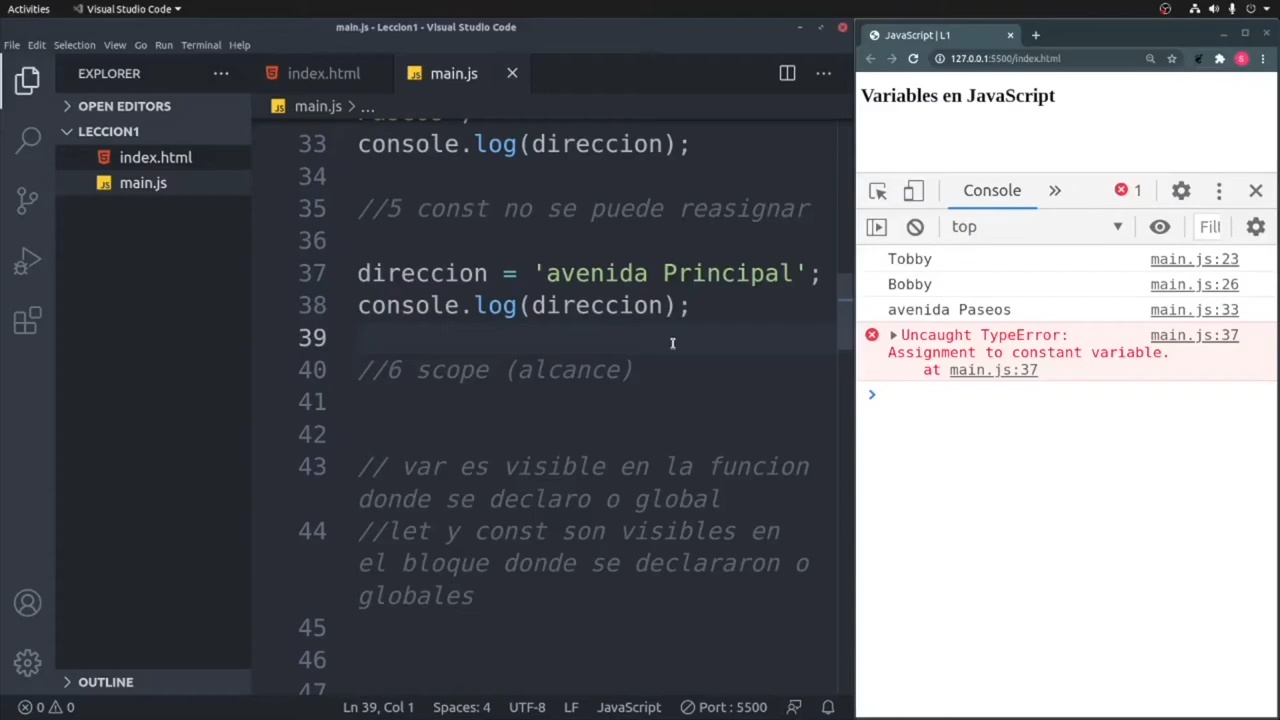 Activities
Visual Studio Code
main.js - Leccion1 - Visual Studio Code
File Edit Selection View Go Run Terminal Help
EXPLORER
OPEN EDITORS
LECCION1
index.html
main.js
OUTLINE
index.html
main.js
main.js > ...
33 console.log(direccion);
34
35 //5 const no se puede reasignar
36
37 direccion = 'avenida Principal';
38 console.log(direccion);
39
40 //6 scope (alcance)
41
42
43 // var es visible en la funcion
donde se declaro o global
44 //let y const son visibles en
el bloque donde se declararon o
globales
45
46
47
0 0
Ln 39, Col 1 Spaces: 4 UTF-8 LF JavaScript Port : 5500
JavaScript | L1
127.0.0.1:5500/index.html
S
Variables en JavaScript
Console 1
top Filt
Tobby main.js:23
Bobby main.js:26
avenida Paseos main.js:33
Uncaught TypeError: main.js:37
Assignment to constant variable.
at main.js:37